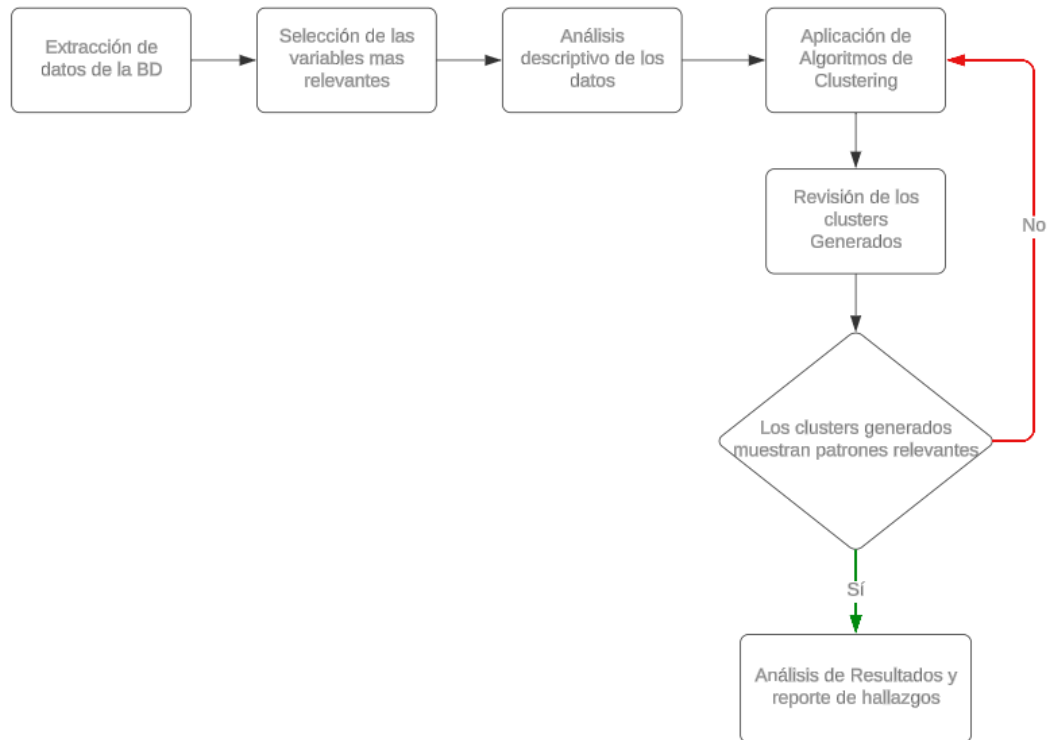 Extracción de
datos de la BD
Selección de las
variables mas
relevantes
Análisis
descriptivo de los
datos
Aplicación de
Algoritmos de
Clustering
Revisión de los
clusters
Generados
No
Los clusters generados
muestran patrones relevantes
Sí
Análisis de Resultados y
reporte de hallazgos